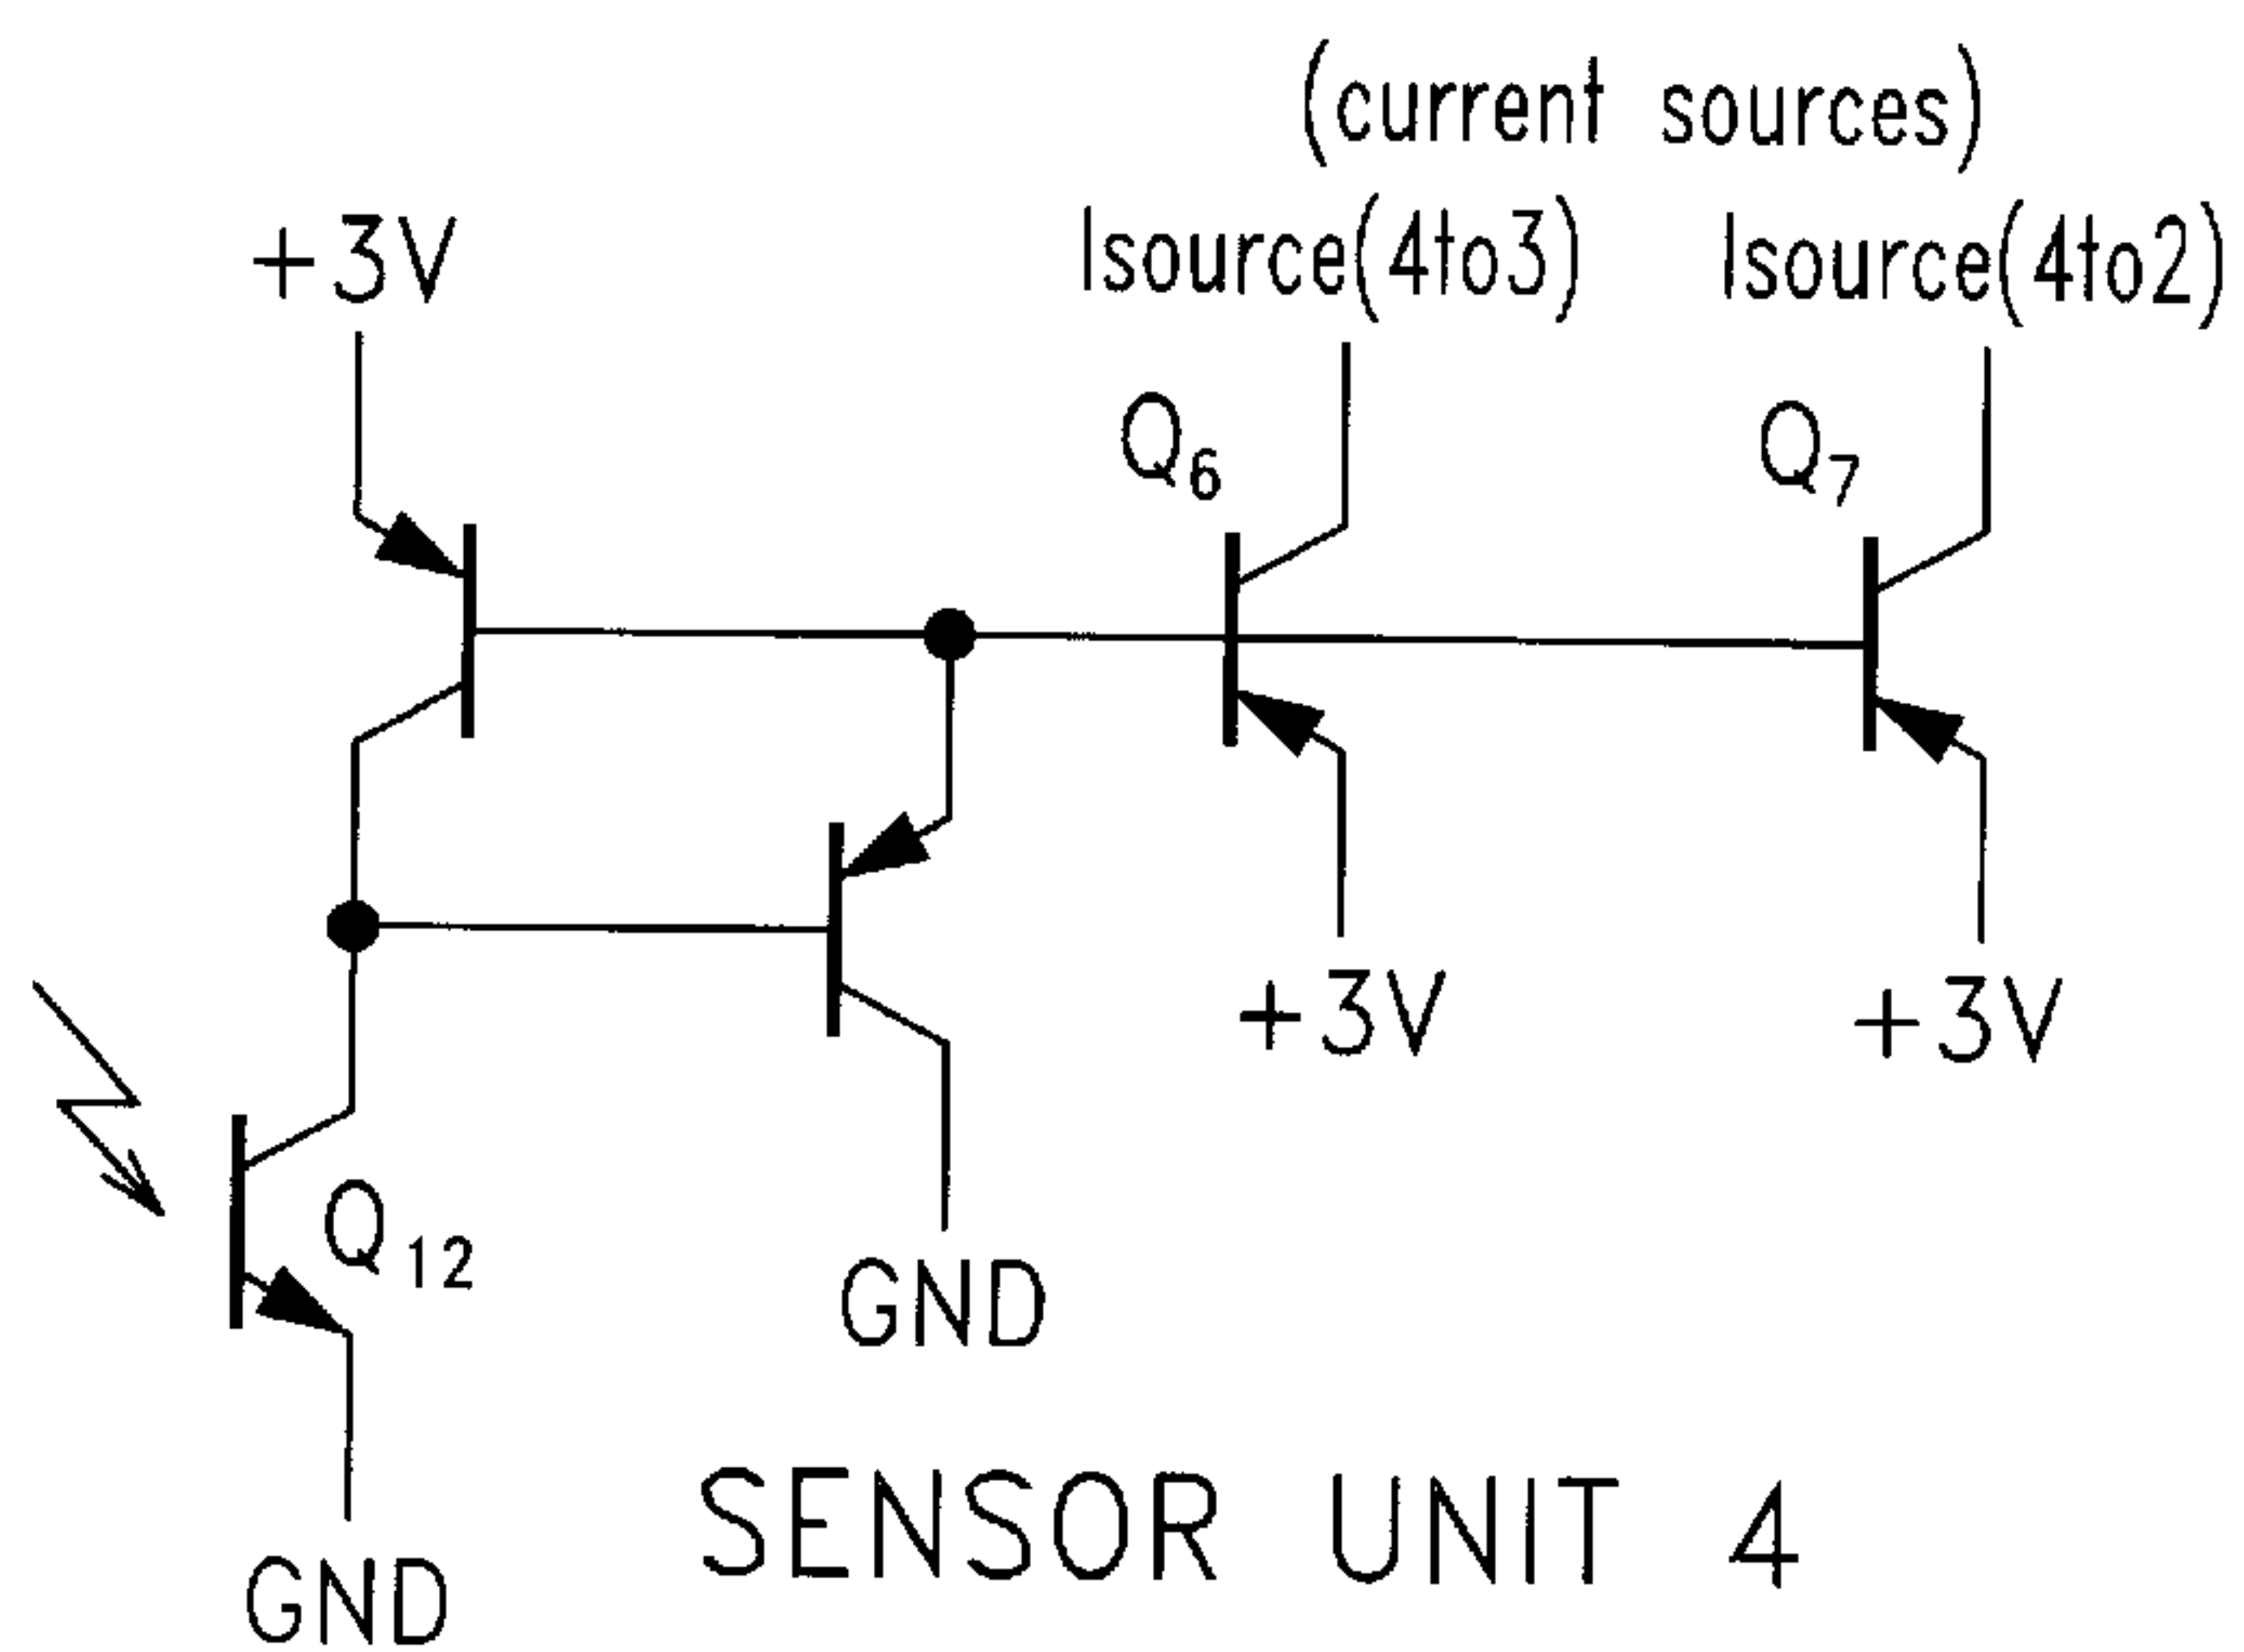 (current sources)
+3V
Isource(4to3)
Isource(4to2)
Q6
Q7
+3V
+3V
Q12
GND
SENSOR UNIT 4
GND